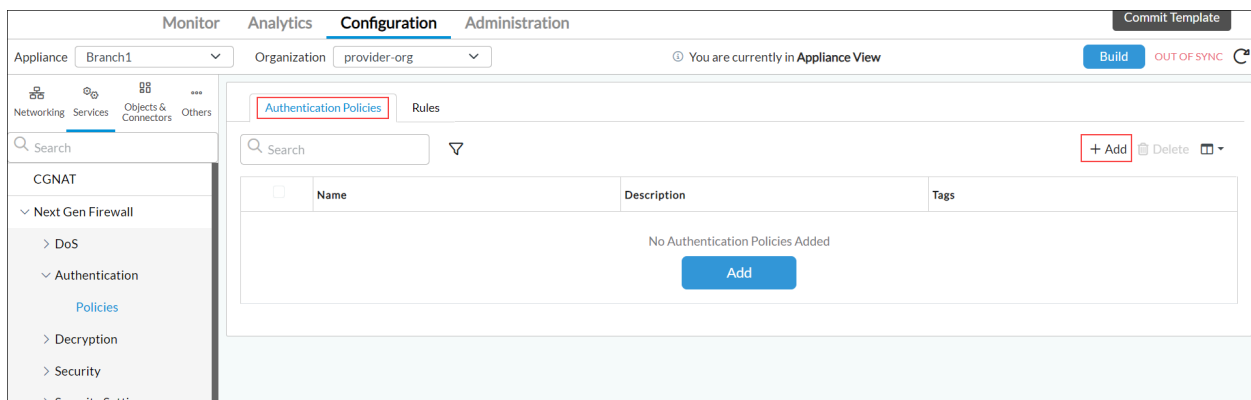 Monitor Analytics Configuration Administration Commit Template
Appliance Branch1 Organization provider-org You are currently in Appliance View Build OUT OF SYNC
Networking Services Objects & Connectors Others
Authentication Policies Rules
Search
Search + Add Delete
CGNAT
Name Description Tags
Next Gen Firewall
DoS
No Authentication Policies Added
Authentication
Add
Policies
Decryption
Security